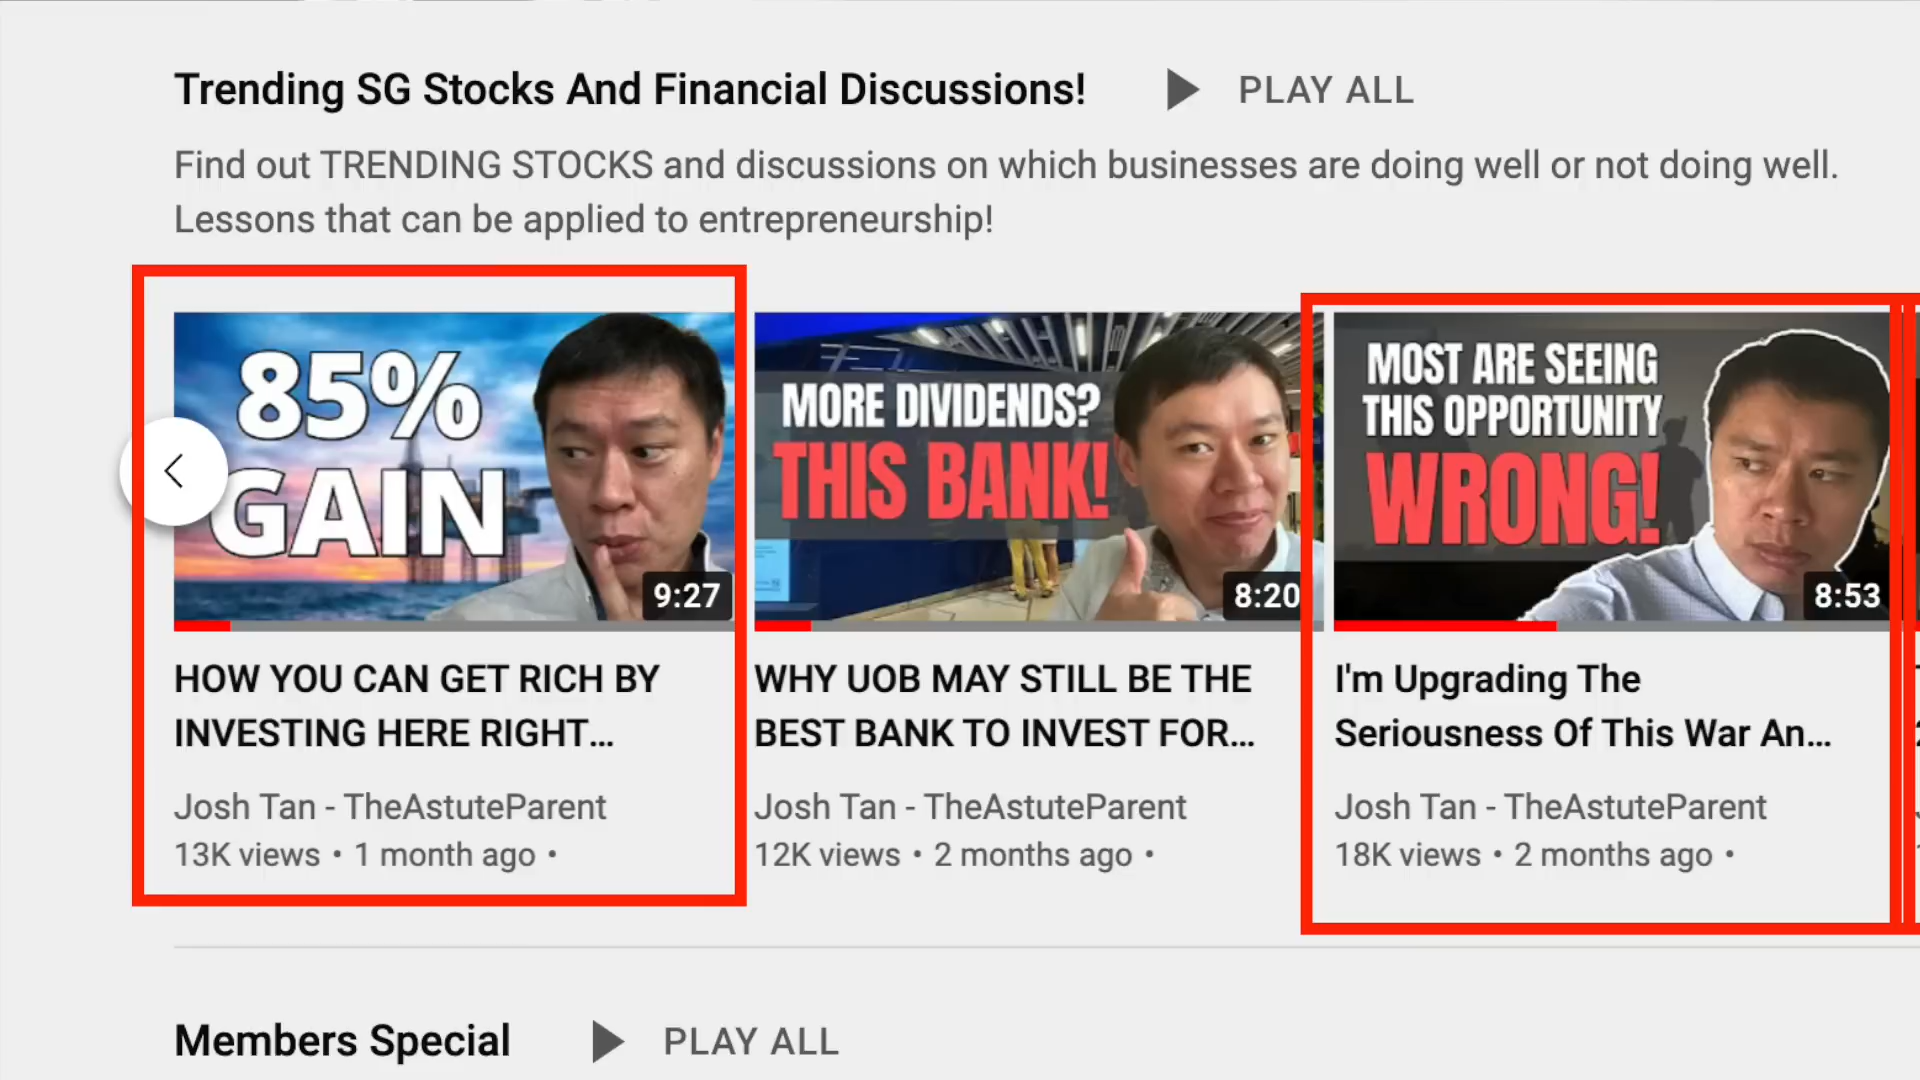 Trending SG Stocks And Financial Discussions!
PLAY ALL
Find out TRENDING STOCKS and discussions on which businesses are doing well or not doing well.
Lessons that can be applied to entrepreneurship!
85%
GAIN
9:27
HOW YOU CAN GET RICH BY
INVESTING HERE RIGHT...
Josh Tan - TheAstuteParent
13K views • 1 month ago •
MORE DIVIDENDS?
THIS BANK!
8:20
WHY UOB MAY STILL BE THE
BEST BANK TO INVEST FOR...
Josh Tan - TheAstuteParent
12K views • 2 months ago •
MOST ARE SEEING
THIS OPPORTUNITY
WRONG!
8:53
I'm Upgrading The
Seriousness Of This War An...
Josh Tan - TheAstuteParent
18K views • 2 months ago •
Members Special
PLAY ALL